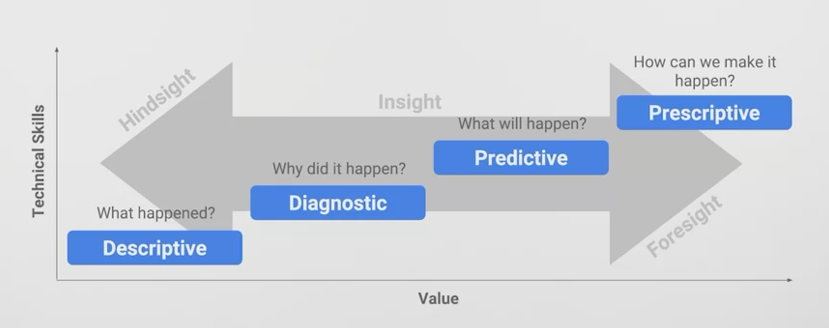 How can we make it
happen?
Prescriptive
Hindsight
Insight
What will happen?
Predictive
Why did it happen?
Diagnostic
What happened?
Descriptive
Foresight
Technical Skills
Value